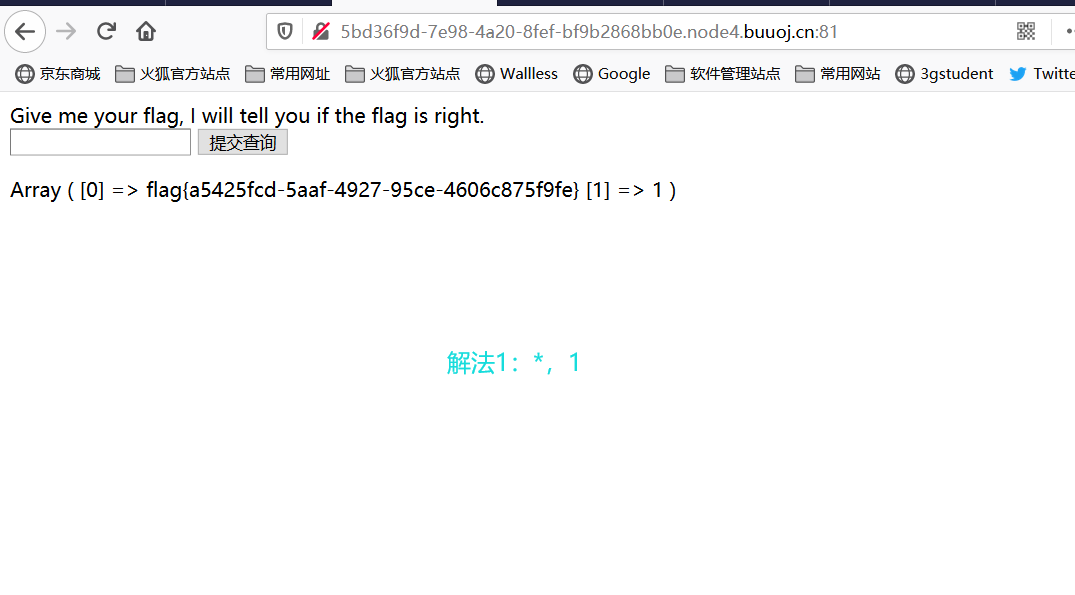 5bd36f9d-7e98-4a20-8fef-bf9b2868bb0e.node4.buuoj.cn:81
京东商城 火狐官方站点 常用网址 火狐官方站点 Wallless Google 软件管理站点 常用网站 3gstudent Twitte
Give me your flag, I will tell you if the flag is right.
提交查询
Array ( [0] => flag{a5425fcd-5aaf-4927-95ce-4606c875f9fe} [1] => 1 )
解法1：*，1